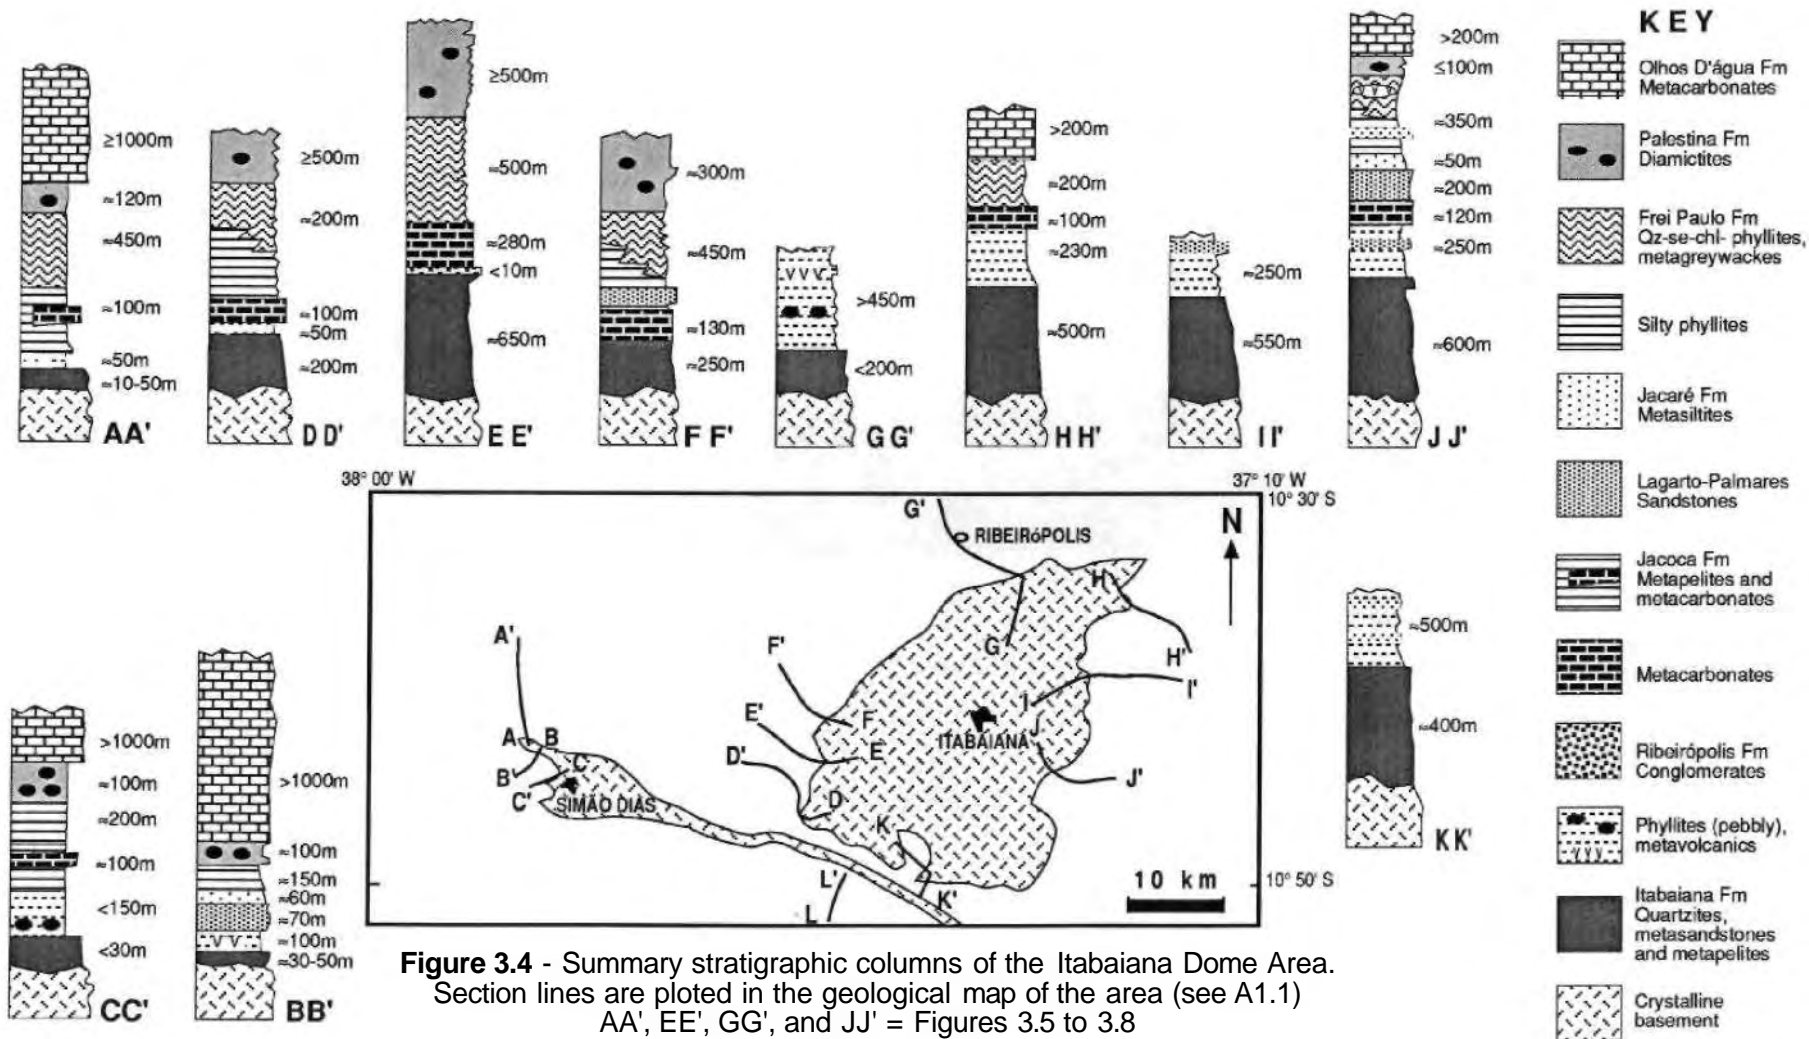 ≥1000m
≈120m
≈450m
≈100m
≈50m
≈10-50m
AA'
≥500m
≈200m
≈100m
≈50m
≈200m
DD'
≥500m
≈500m
≈280m
<10m
≈650m
EE'
≈300m
≈450m
≈130m
≈250m
FF'
>450m
<200m
GG'
>200m
≈200m
≈100m
≈230m
≈500m
HH'
≈250m
≈550m
II'
>200m
≤100m
≈350m
≈50m
≈200m
≈120m
≈250m
≈600m
JJ'
KEY
Olhos D'água Fm
Metacarbonates
Palestina Fm
Diamictites
Frei Paulo Fm
Qz-se-chl- phyllites,
metagreywackes
Silty phyllites
Jacaré Fm
Metasiltites
Lagarto-Palmares
Sandstones
Jacoca Fm
Metapelites and
metacarbonates
Metacarbonates
Ribeirópolis Fm
Conglomerates
Phyllites (pebbly),
metavolcanics
Itabaiana Fm
Quartzites,
metasandstones
and metapelites
Crystalline
basement
38° 00' W
37° 10' W
10° 30' S
10° 50' S
N
G'
RIBEIRóPOLIS
H
G
H'
A'
F'
I'
I
E'
F
J
ITABAIANA
A
B
D'
E
B'
C
J'
C'
SIMÃO DIAS
D
K
L'
K'
L
10 km
≈500m
≈400m
KK'
>1000m
≈100m
≈200m
≈100m
<150m
<30m
CC'
>1000m
≈100m
≈150m
≈60m
≈70m
≈100m
≈30-50m
BB'
Figure 3.4 - Summary stratigraphic columns of the Itabaiana Dome Area.
Section lines are ploted in the geological map of the area (see A1.1)
AA', EE', GG', and JJ' = Figures 3.5 to 3.8